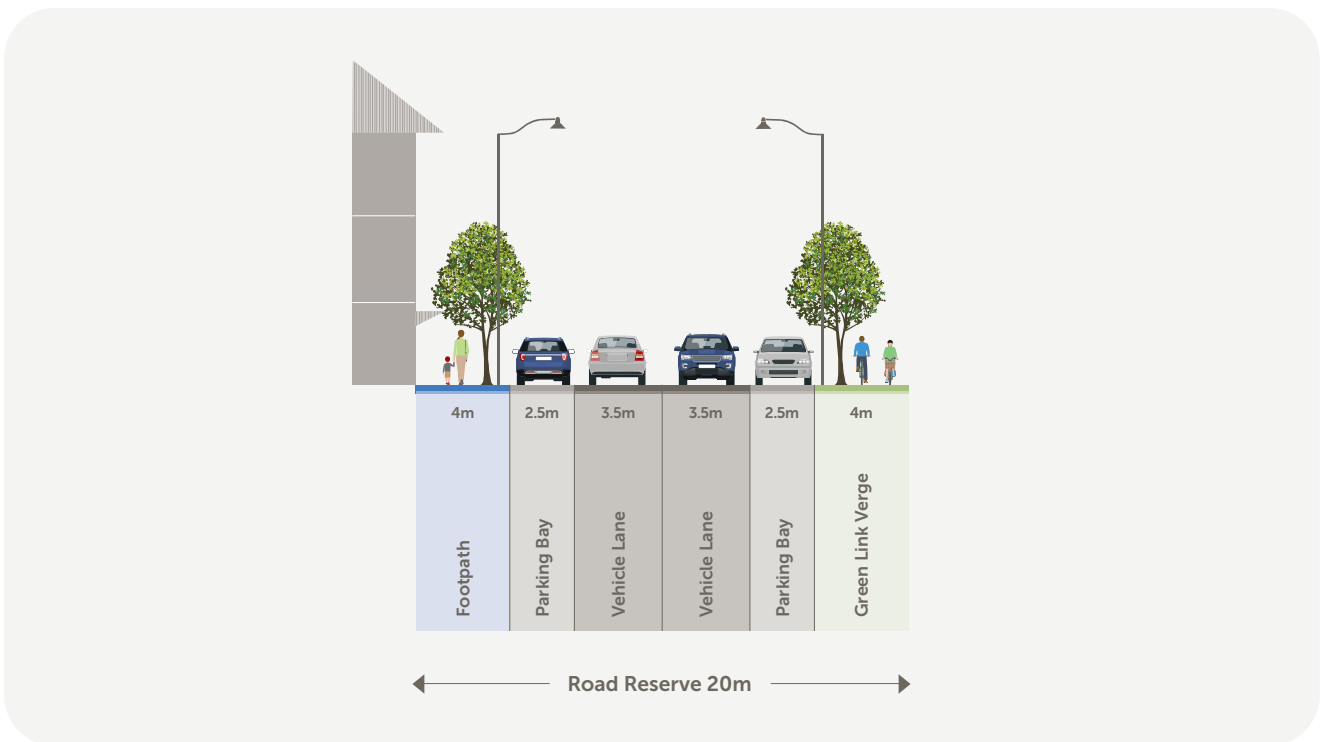 4m
2.5m
3.5m
3.5m
2.5m
4m
Footpath
Parking Bay
Vehicle Lane
Vehicle Lane
Parking Bay
Green Link Verge
Road Reserve 20m